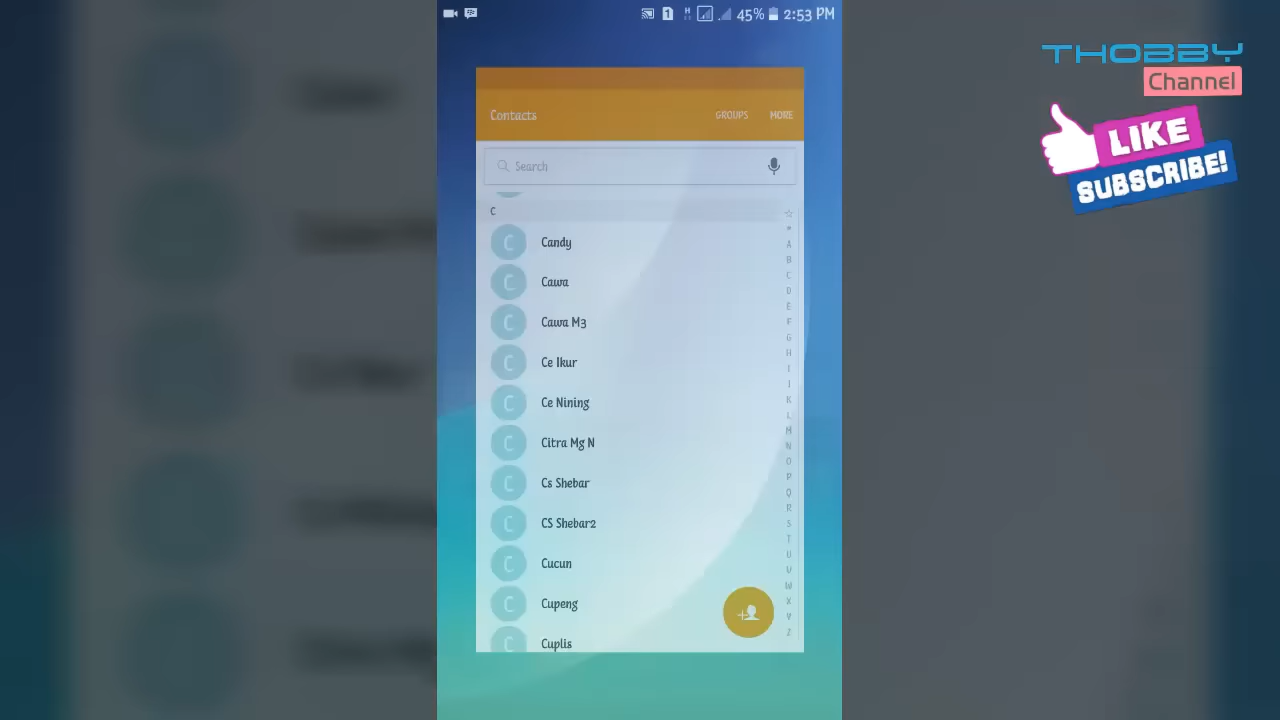 45% 2:53 PM
THOBBY
Channel
LIKE
SUBSCRIBE!
Contacts GROUPS MORE
Search
C
C Candy
C Cawa
C Cawa M3
C Ce Ikur
C Ce Nining
C Citra Mg N
C Cs Shebar
C CS Shebar2
C Cucun
C Cupeng
C Cuplis
A
B
C
D
E
F
G
H
I
J
K
L
M
N
O
P
Q
R
S
T
U
V
W
X
Y
Z